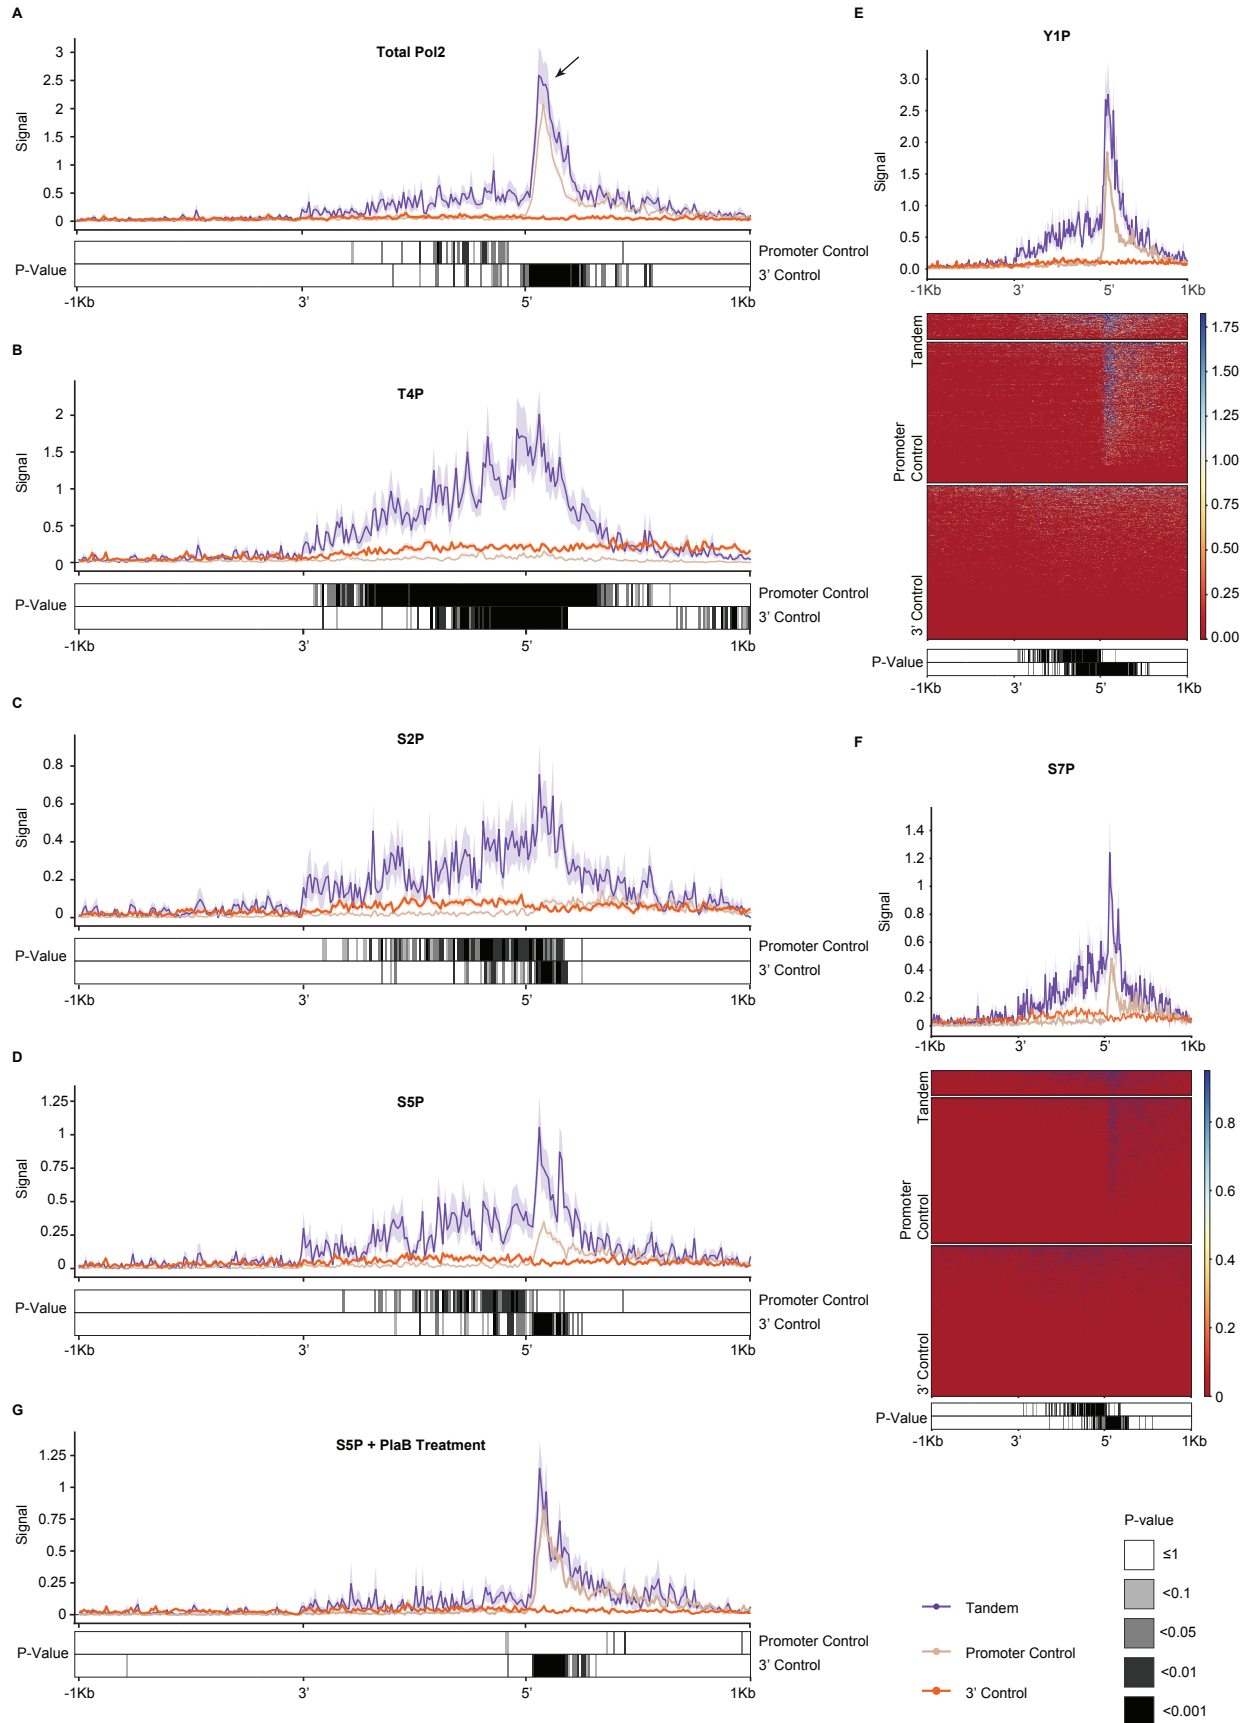 A
Total Pol2
Signal
3
2.5
2
1.5
1
0.5
0
P-Value
Promoter Control
3’ Control
-1Kb 3’ 5’ 1Kb
B
T4P
Signal
2
1.5
1
0.5
0
P-Value
Promoter Control
3’ Control
-1Kb 3’ 5’ 1Kb
C
S2P
Signal
0.8
0.6
0.4
0.2
0
P-Value
Promoter Control
3’ Control
-1Kb 3’ 5’ 1Kb
D
S5P
Signal
1.25
1
0.75
0.5
0.25
0
P-Value
Promoter Control
3’ Control
-1Kb 3’ 5’ 1Kb
G
S5P + PlaB Treatment
Signal
1.25
1
0.75
0.5
0.25
0
P-Value
Promoter Control
3’ Control
-1Kb 3’ 5’ 1Kb
E
Y1P
Signal
3.0
2.5
2.0
1.5
1.0
0.5
0.0
-1Kb 3’ 5’ 1Kb
Tandem
Promoter
Control
3’ Control
1.75
1.50
1.25
1.00
0.75
0.50
0.25
0.00
P-Value
-1Kb 3’ 5’ 1Kb
F
S7P
Signal
1.4
1.2
1
0.8
0.6
0.4
0.2
0
-1Kb 3’ 5’ 1Kb
Tandem
Promoter
Control
3’ Control
0.8
0.6
0.4
0.2
0
P-Value
-1Kb 3’ 5’ 1Kb
Tandem
Promoter Control
3’ Control
P-value
≤1
<0.1
<0.05
<0.01
<0.001